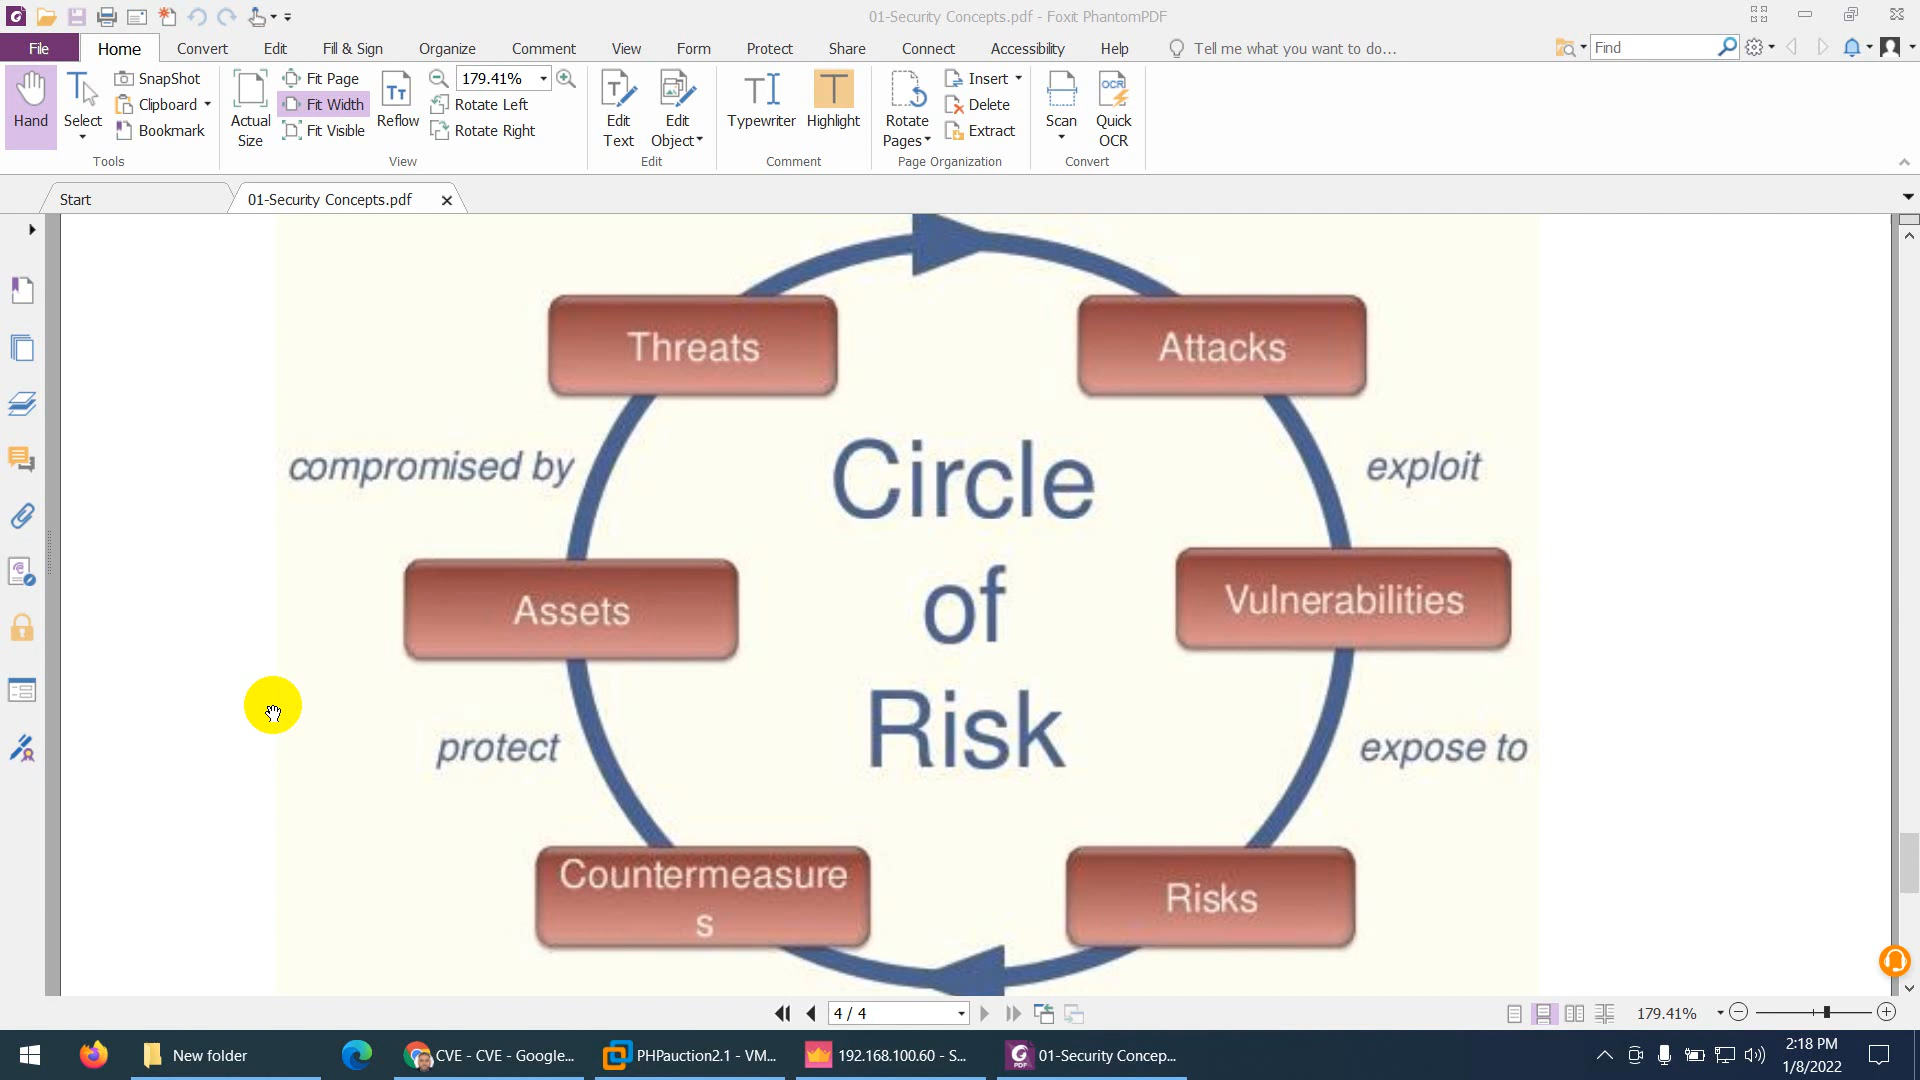 01-Security Concepts.pdf - Foxit PhantomPDF
File Home Convert Edit Fill & Sign Organize Comment View Form Protect Share Connect Accessibility Help Tell me what you want to do... Find
Hand
Select
SnapShot
Clipboard
Bookmark
Tools
Actual Size
Fit Page
Fit Width
Fit Visible
Reflow
179.41%
Rotate Left
Rotate Right
View
Edit Text
Edit Object
Edit
Typewriter
Highlight
Comment
Rotate Pages
Insert
Delete
Extract
Page Organization
Scan
OCR
Quick OCR
Convert
Start 01-Security Concepts.pdf
Threats Attacks
compromised by Circle exploit
Assets of Vulnerabilities
protect Risk expose to
Countermeasure
s
Risks
4 / 4 179.41%
New folder CVE - CVE - Google... PHPauction2.1 - VM... 192.168.100.60 - S... 01-Security Concep...
2:18 PM
1/8/2022